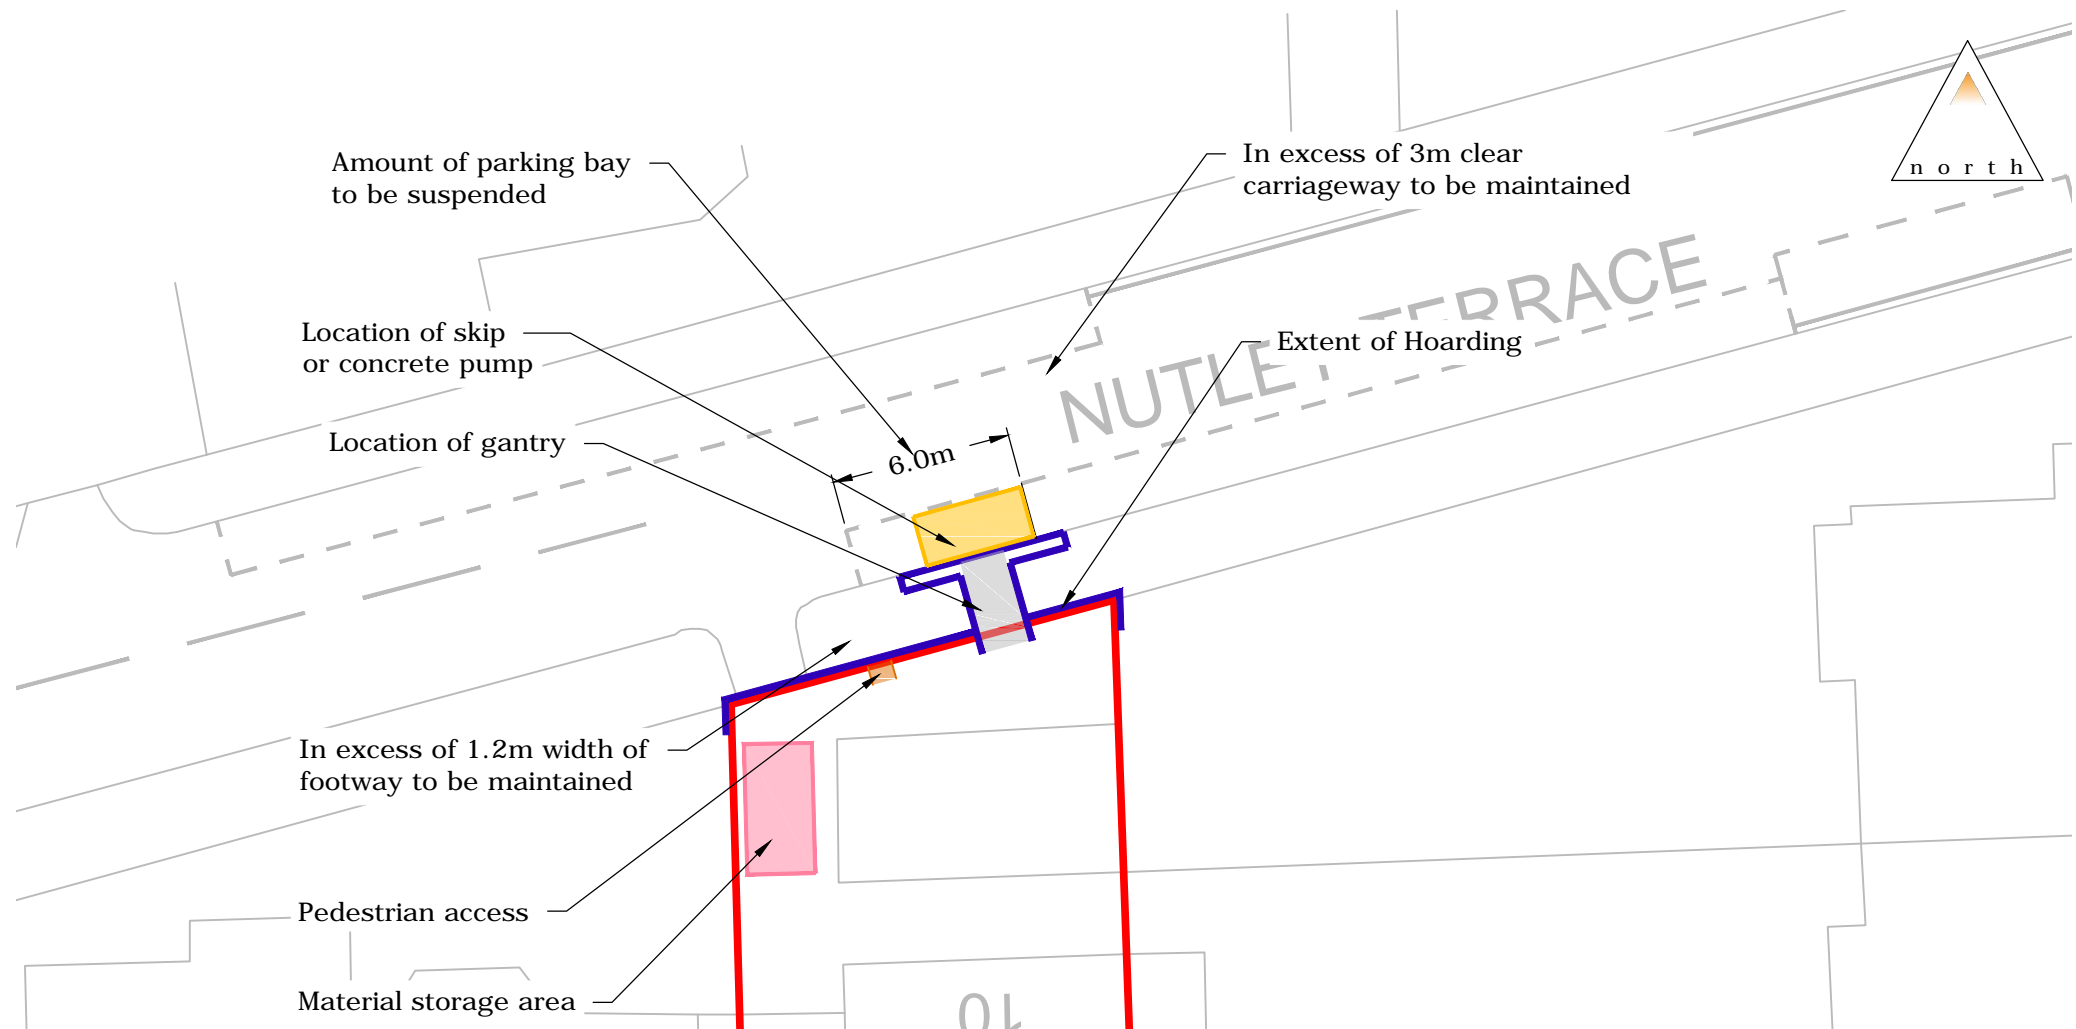 Amount of parking bay
to be suspended
In excess of 3m clear
carriageway to be maintained
north
Location of skip
or concrete pump
NUTLEY TERRACE
Extent of Hoarding
Location of gantry
6.0m
In excess of 1.2m width of
footway to be maintained
Pedestrian access
Material storage area
10